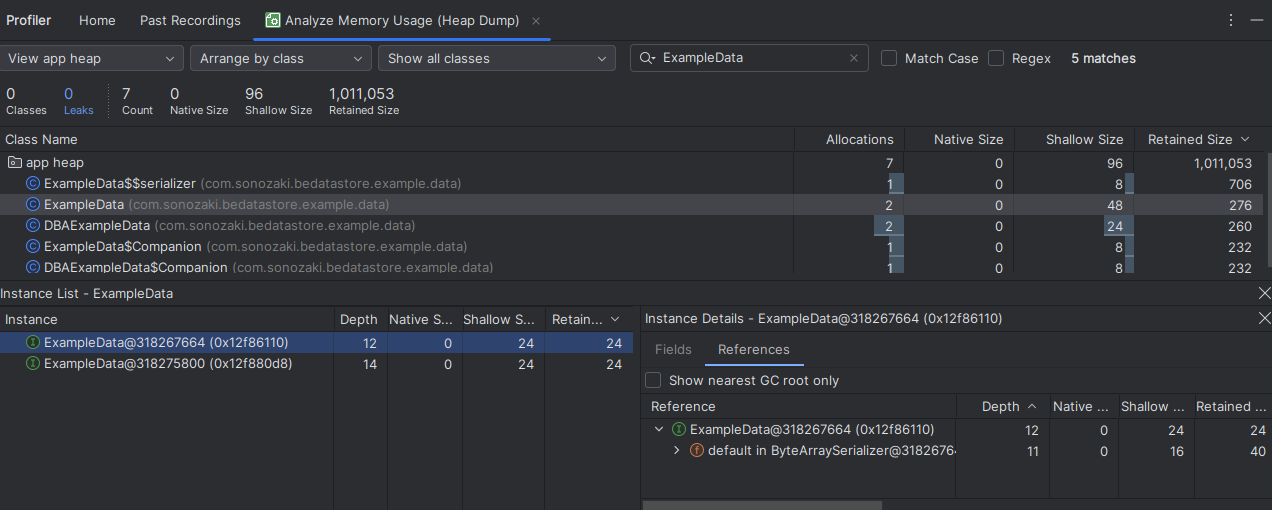 Profiler Home Past Recordings Analyze Memory Usage (Heap Dump)
View app heap Arrange by class Show all classes ExampleData Match Case Regex 5 matches
0 0 7 0 96 1,011,053
Classes Leaks Count Native Size Shallow Size Retained Size
Class Name Allocations Native Size Shallow Size Retained Size
app heap 7 0 96 1,011,053
ExampleData$$serializer (com.sonozaki.bedatastore.example.data) 1 0 8 706
ExampleData (com.sonozaki.bedatastore.example.data) 2 0 48 276
DBAExampleData (com.sonozaki.bedatastore.example.data) 2 0 24 260
ExampleData$Companion (com.sonozaki.bedatastore.example.data) 1 0 8 232
DBAExampleData$Companion (com.sonozaki.bedatastore.example.data) 1 0 8 232
Instance List - ExampleData
Instance Depth Native S... Shallow S... Retain...
ExampleData@318267664 (0x12f86110) 12 0 24 24
ExampleData@318275800 (0x12f880d8) 14 0 24 24
Instance Details - ExampleData@318267664 (0x12f86110)
Fields References
Show nearest GC root only
Reference Depth Native ... Shallow ... Retained ...
ExampleData@318267664 (0x12f86110) 12 0 24 24
default in ByteArraySerializer@3182676 11 0 16 40